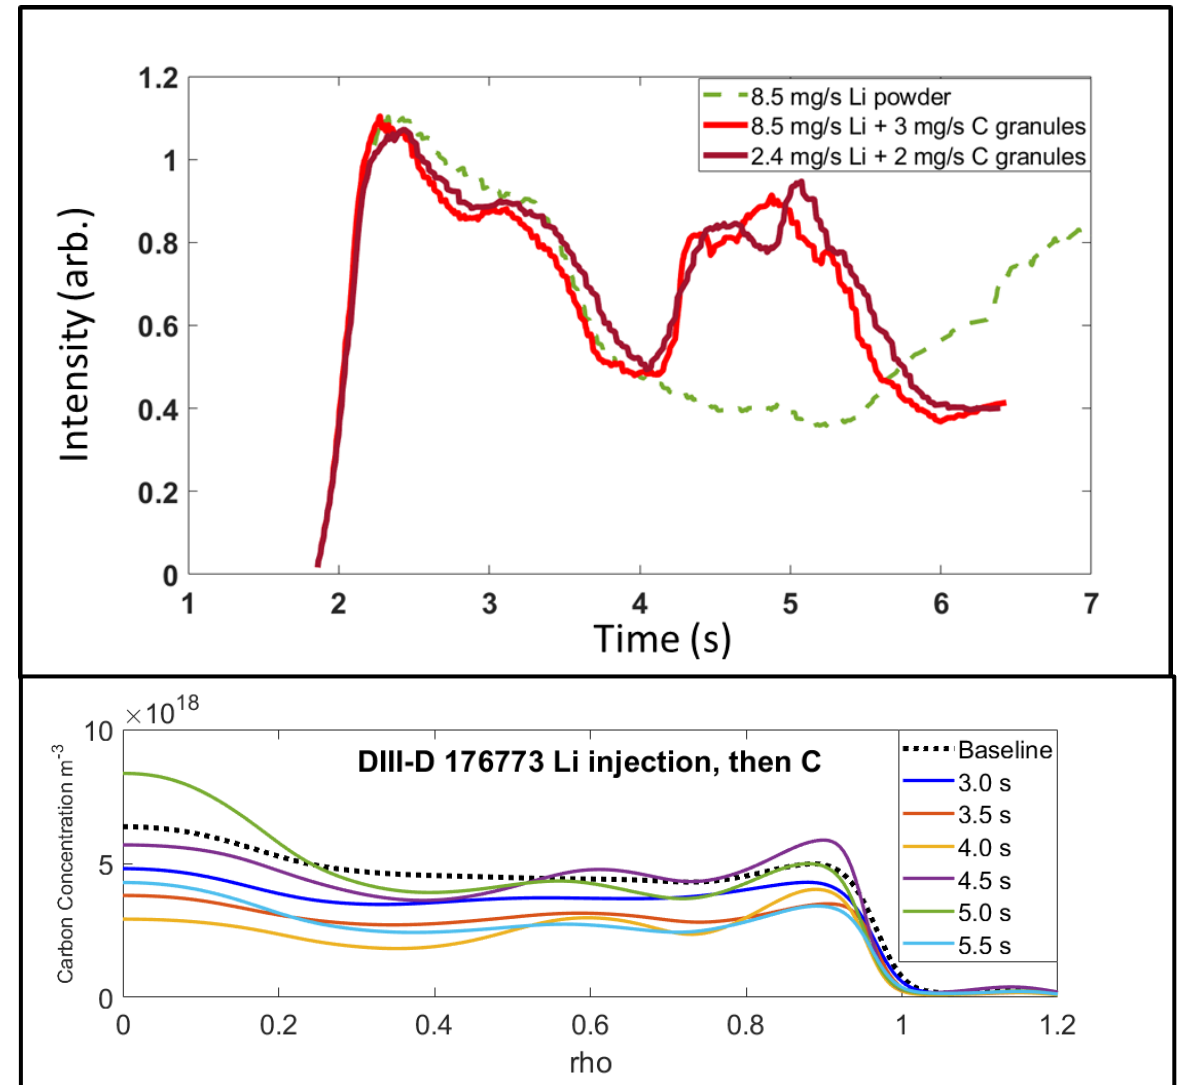 1.2
1
0.8
0.6
0.4
0.2
0
8.5 mg/s Li powder
8.5 mg/s Li + 3 mg/s C granules
2.4 mg/s Li + 2 mg/s C granules
Intensity (arb.)
1 2 3 4 5 6 7
Time (s)
×10¹⁸
10
5
0
Carbon Concentration m⁻³
DIII-D 176773 Li injection, then C
Baseline
3.0 s
3.5 s
4.0 s
4.5 s
5.0 s
5.5 s
0 0.2 0.4 0.6 0.8 1 1.2
rho